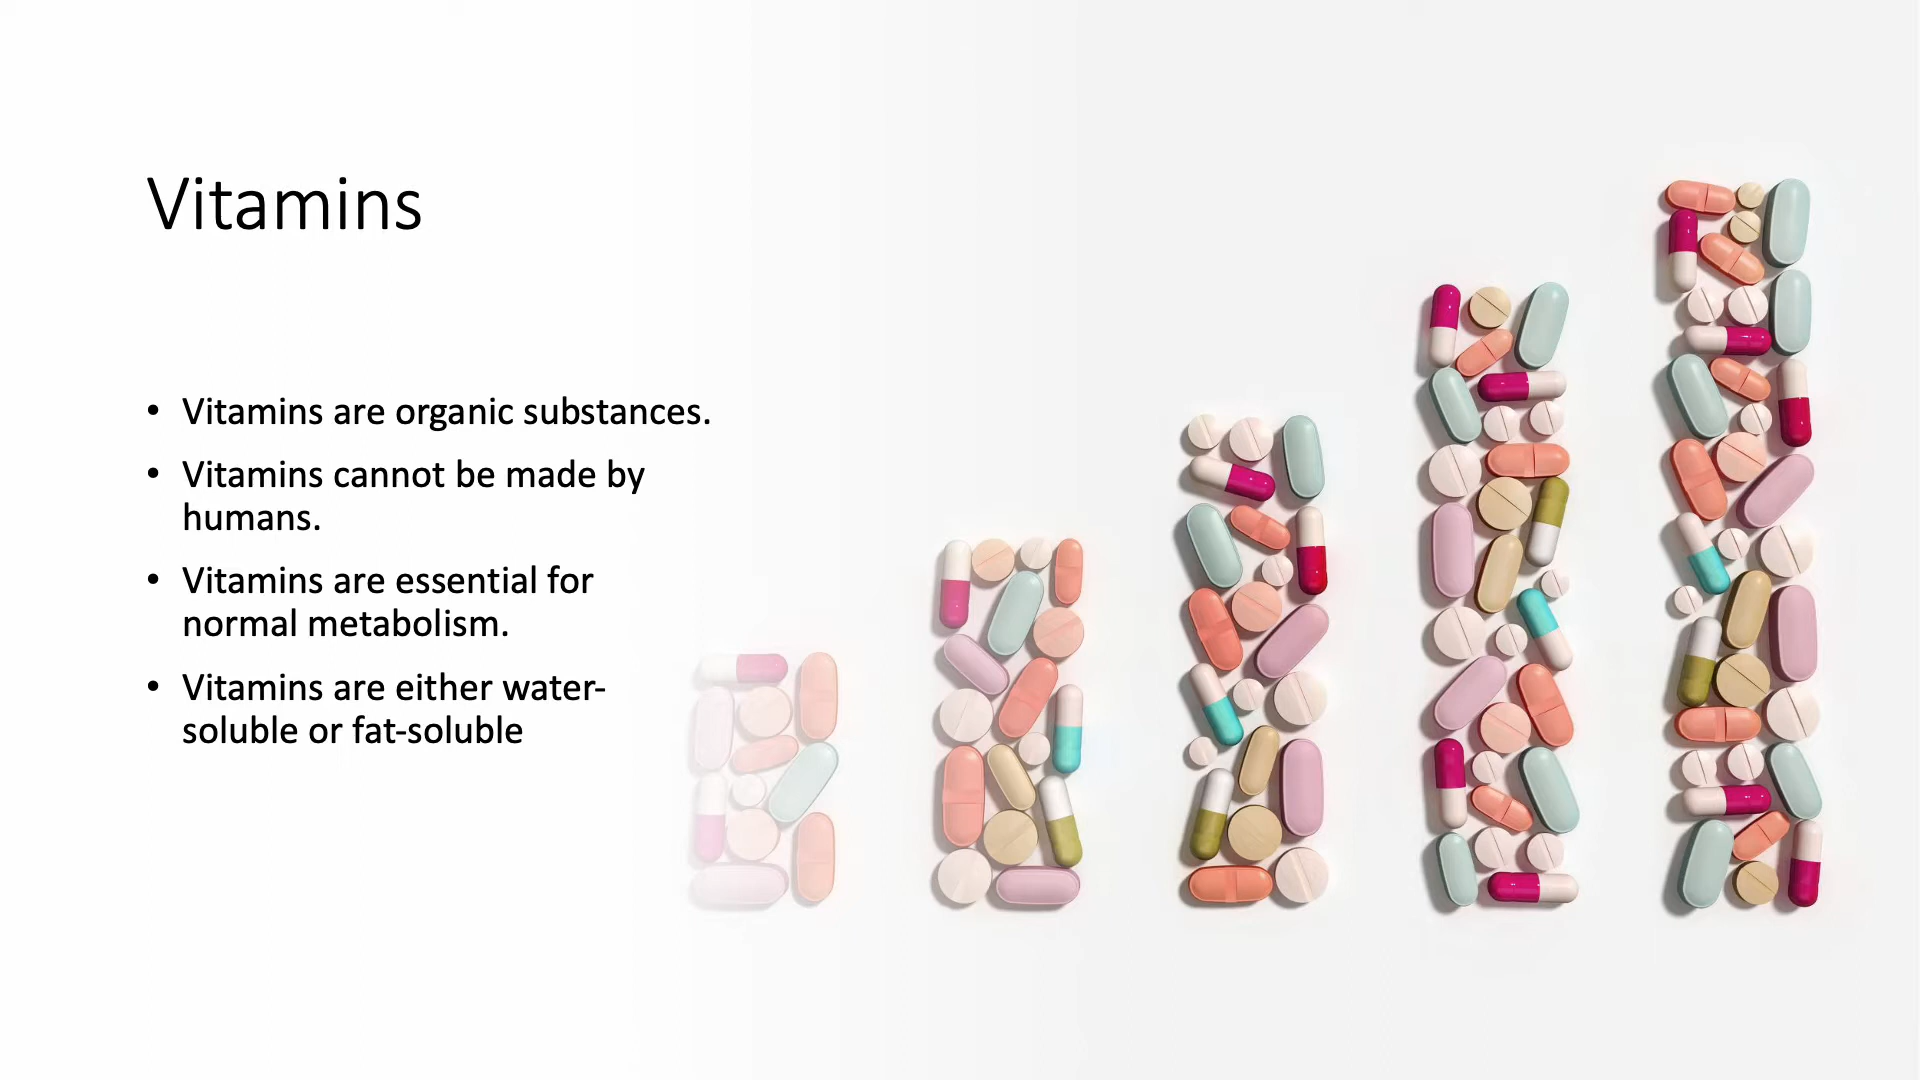 Vitamins
• Vitamins are organic substances.
• Vitamins cannot be made by
humans.
• Vitamins are essential for
normal metabolism.
• Vitamins are either water-
soluble or fat-soluble